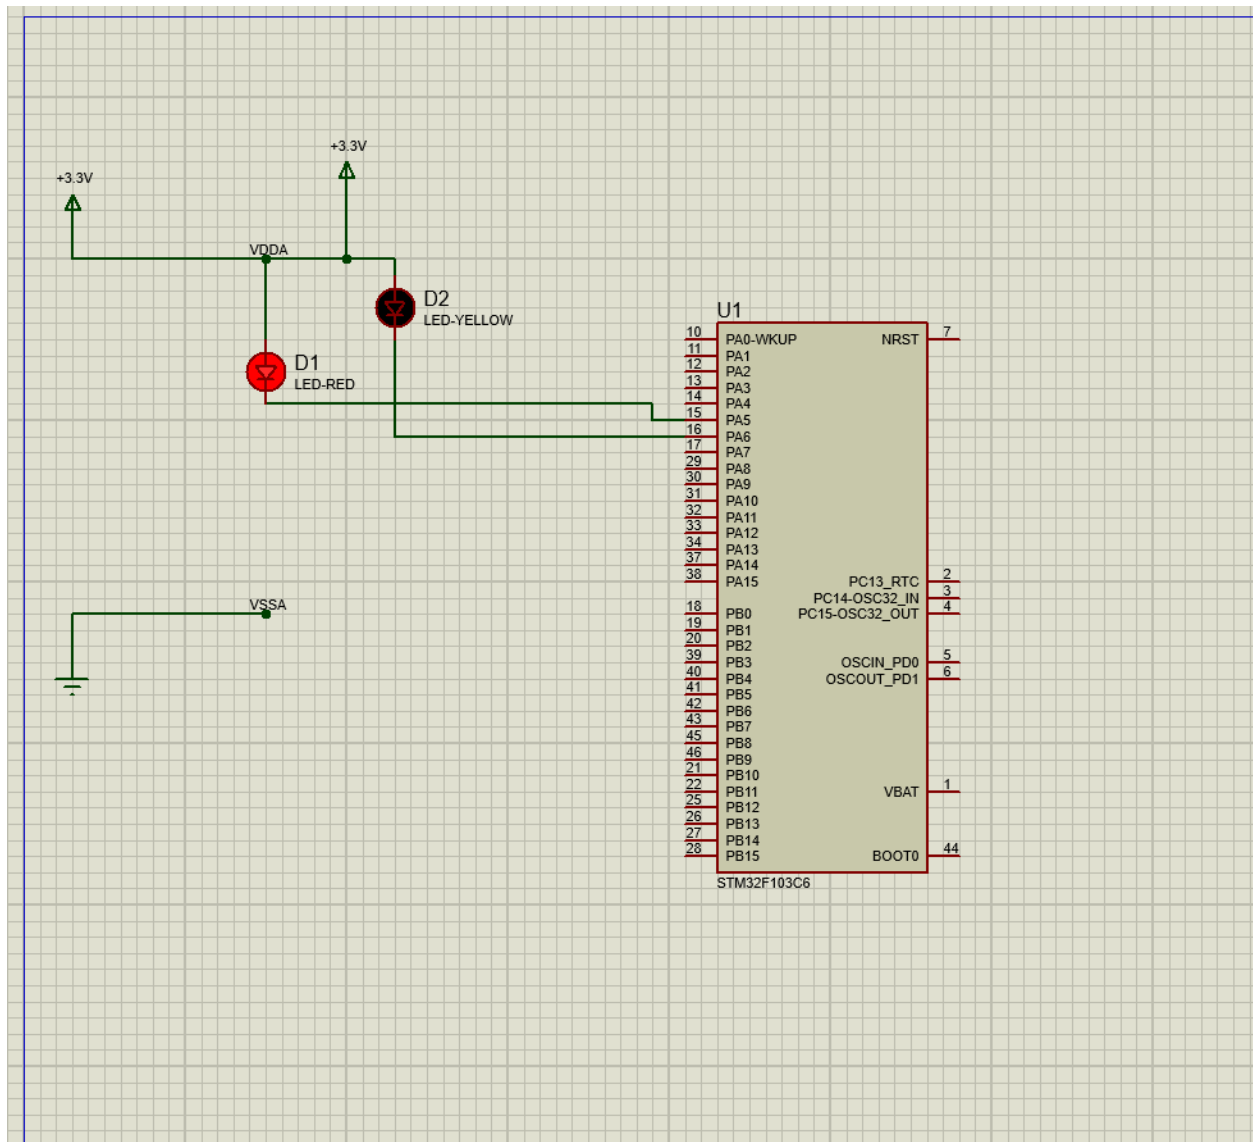 +3.3V
+3.3V
VDDA
D2
LED-YELLOW
D1
LED-RED
VSSA
U1
10 PA0-WKUP NRST 7
11 PA1
12 PA2
13 PA3
14 PA4
15 PA5
16 PA6
17 PA7
29 PA8
30 PA9
31 PA10
32 PA11
33 PA12
34 PA13
37 PA14
38 PA15 PC13_RTC 2
PC14-OSC32_IN 3
18 PB0 PC15-OSC32_OUT 4
19 PB1
20 PB2
39 PB3 OSCIN_PD0 5
40 PB4 OSCOUT_PD1 6
41 PB5
42 PB6
43 PB7
45 PB8
46 PB9
21 PB10
22 PB11 VBAT 1
25 PB12
26 PB13
27 PB14
28 PB15 BOOT0 44
STM32F103C6